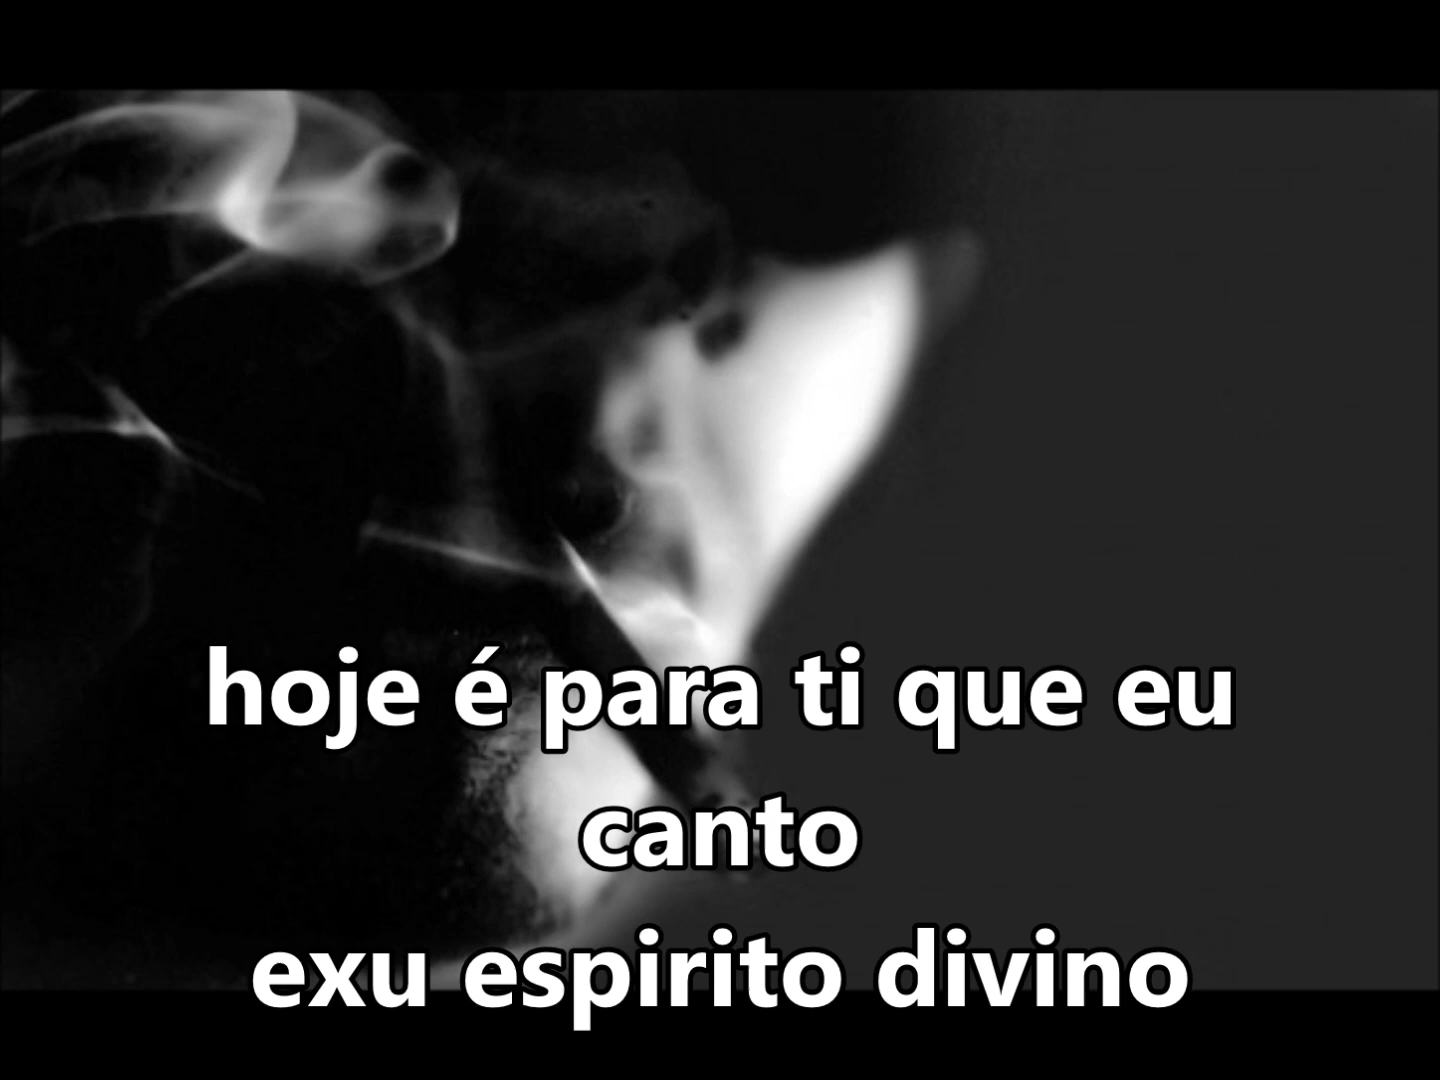 hoje é para ti que eu
canto
exu espirito divino